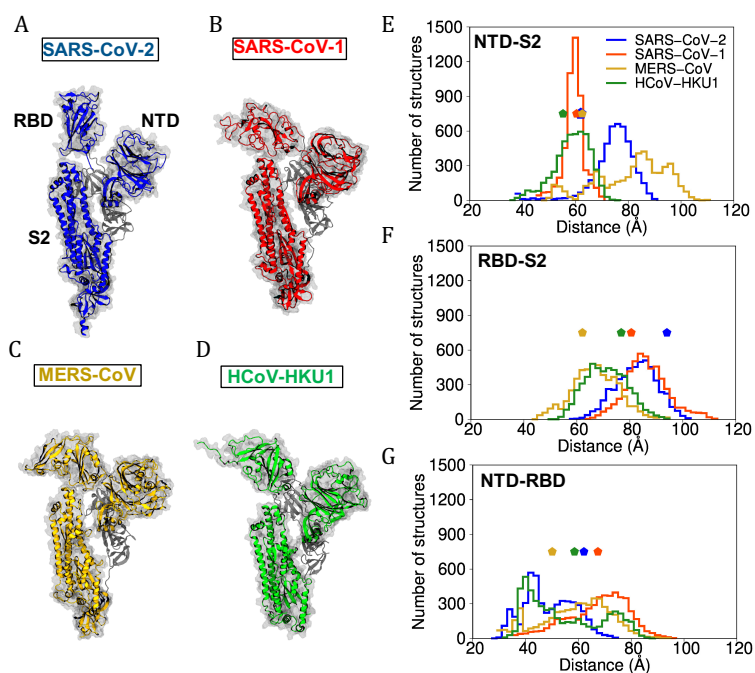 A
SARS-CoV-2
RBD
NTD
S2
B
SARS-CoV-1
C
MERS-CoV
D
HCoV-HKU1
E
NTD-S2
SARS−CoV−2
SARS−CoV−1
MERS−CoV
HCoV−HKU1
Number of structures
1500
1200
900
600
300
0
20 40 60 80 100 120
Distance (Å)
F
RBD-S2
Number of structures
1500
1200
900
600
300
0
20 40 60 80 100 120
Distance (Å)
G
NTD-RBD
Number of structures
1500
1200
900
600
300
0
20 40 60 80 100 120
Distance (Å)